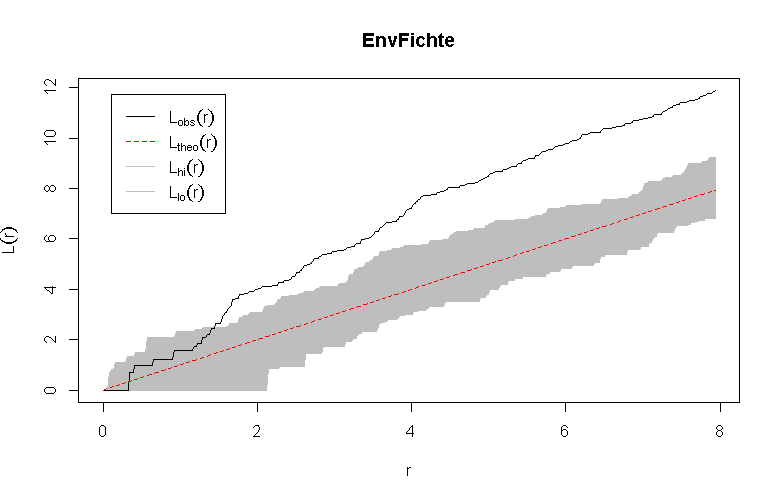 EnvFichte
L(r)
12
10
8
6
4
2
0
Lobs(r)
Ltheo(r)
Lhi(r)
Llo(r)
0 2 4 6 8
r